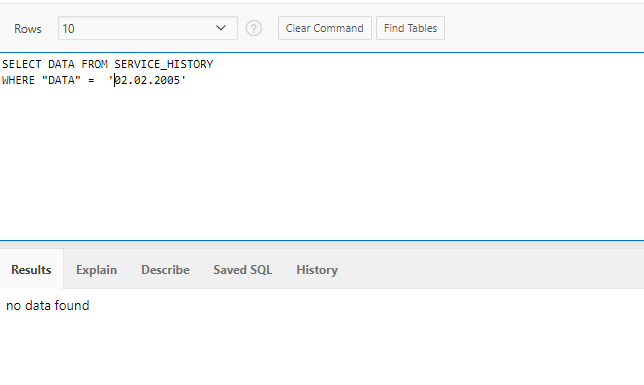 Rows 10 ? Clear Command Find Tables
SELECT DATA FROM SERVICE_HISTORY
WHERE "DATA" =  '02.02.2005'
Results Explain Describe Saved SQL History
no data found